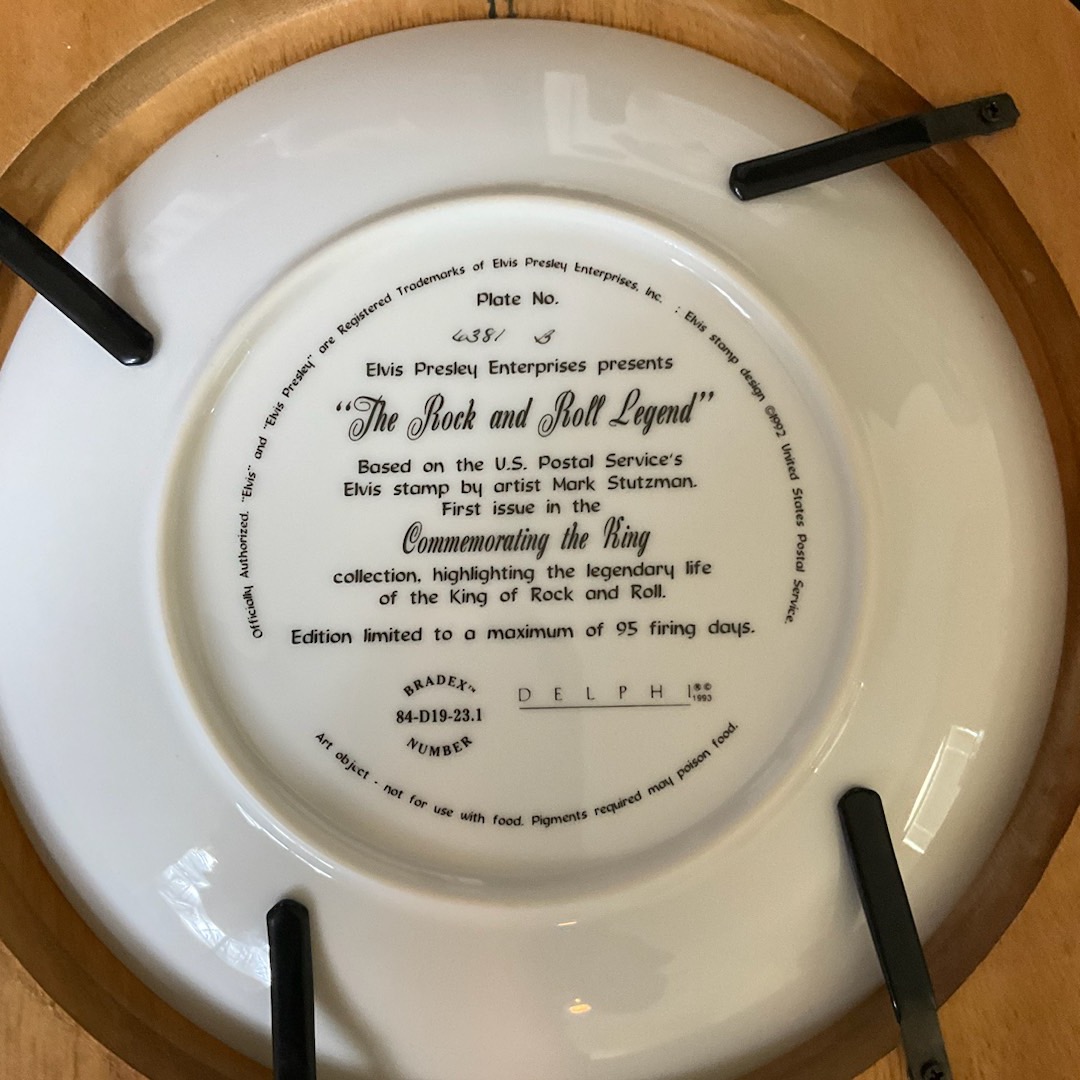 Officially Authorized. "Elvis" and "Elvis Presley" are Registered Trademarks of Elvis Presley Enterprises, Inc. : Elvis stamp design ©1992 United States Postal Service.
Plate No.
6381 B
Elvis Presley Enterprises presents
"The Rock and Roll Legend"
Based on the U.S. Postal Service's
Elvis stamp by artist Mark Stutzman.
First issue in the
Commemorating the King
collection, highlighting the legendary life
of the King of Rock and Roll.
Edition limited to a maximum of 95 firing days.
BRADEX™
84-D19-23.1
NUMBER
DELPHI ®©
1993
Art object - not for use with food. Pigments required may poison food.